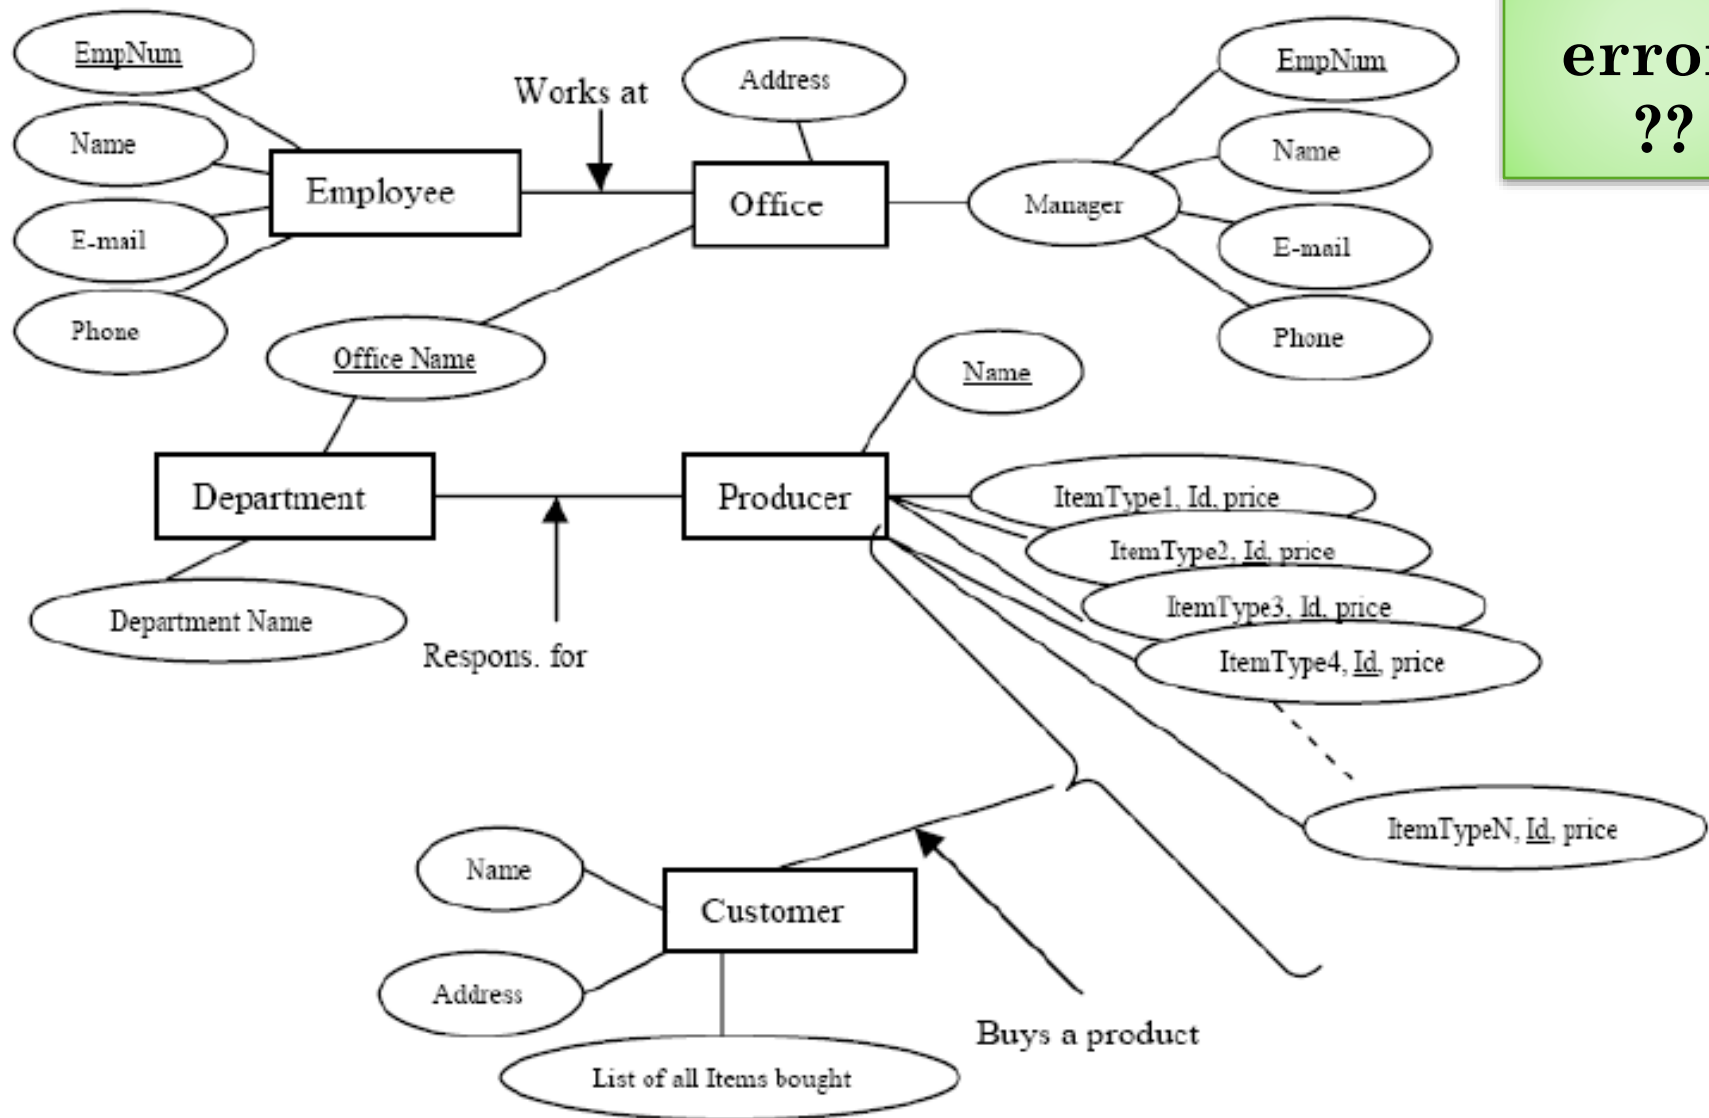 EmpNum
Name
E-mail
Phone
Employee
Works at
Address
Office
Manager
EmpNum
Name
E-mail
Phone
??
Office Name
Name
Department
Producer
Department Name
Respons. for
ItemType1, Id, price
ItemType2, Id, price
ItemType3, Id, price
ItemType4, Id, price
ItemTypeN, Id, price
Name
Customer
Address
Buys a product
List of all Items bought